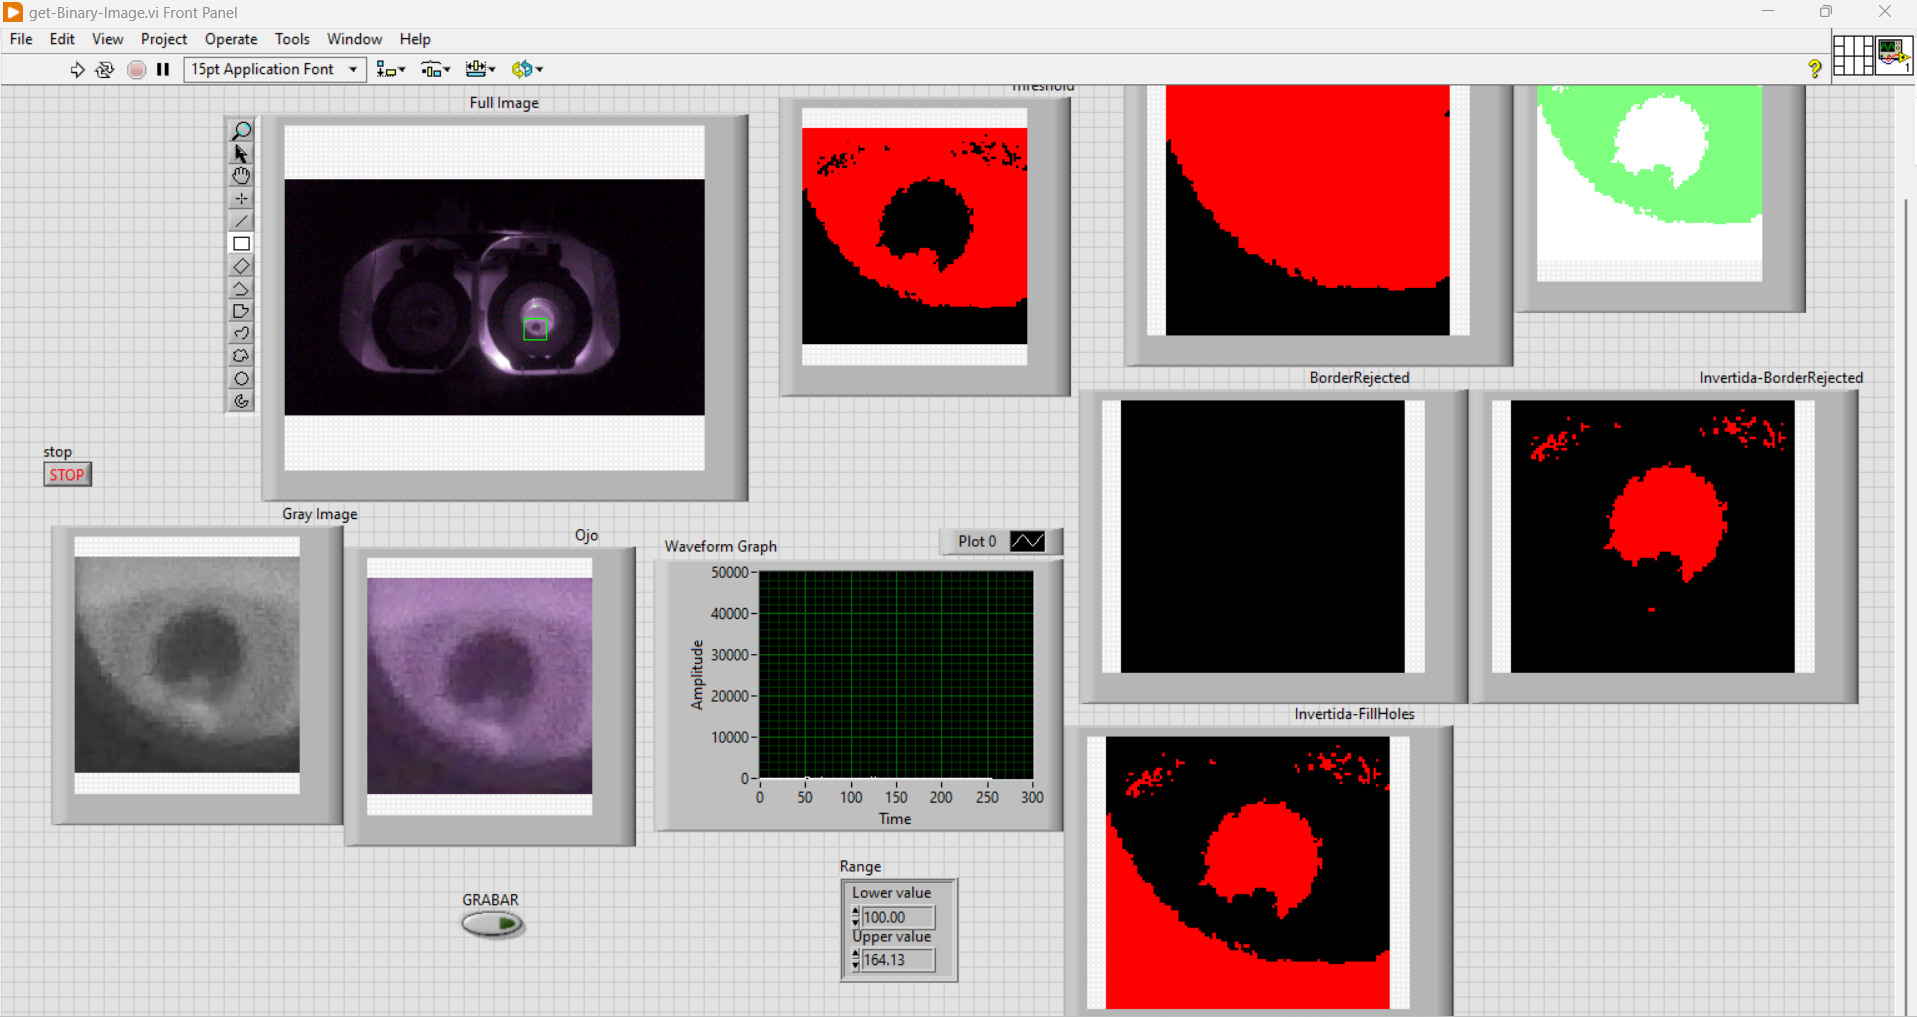 get-Binary-Image.vi Front Panel
File Edit View Project Operate Tools Window Help
15pt Application Font
?
1
Full Image
Threshold
BorderRejected
Invertida-BorderRejected
stop
STOP
Gray Image
Ojo
Waveform Graph
Plot 0
50000
40000
30000
20000
10000
0
Amplitude
0 50 100 150 200 250 300
Time
Invertida-FillHoles
Range
Lower value
100.00
Upper value
164.13
GRABAR